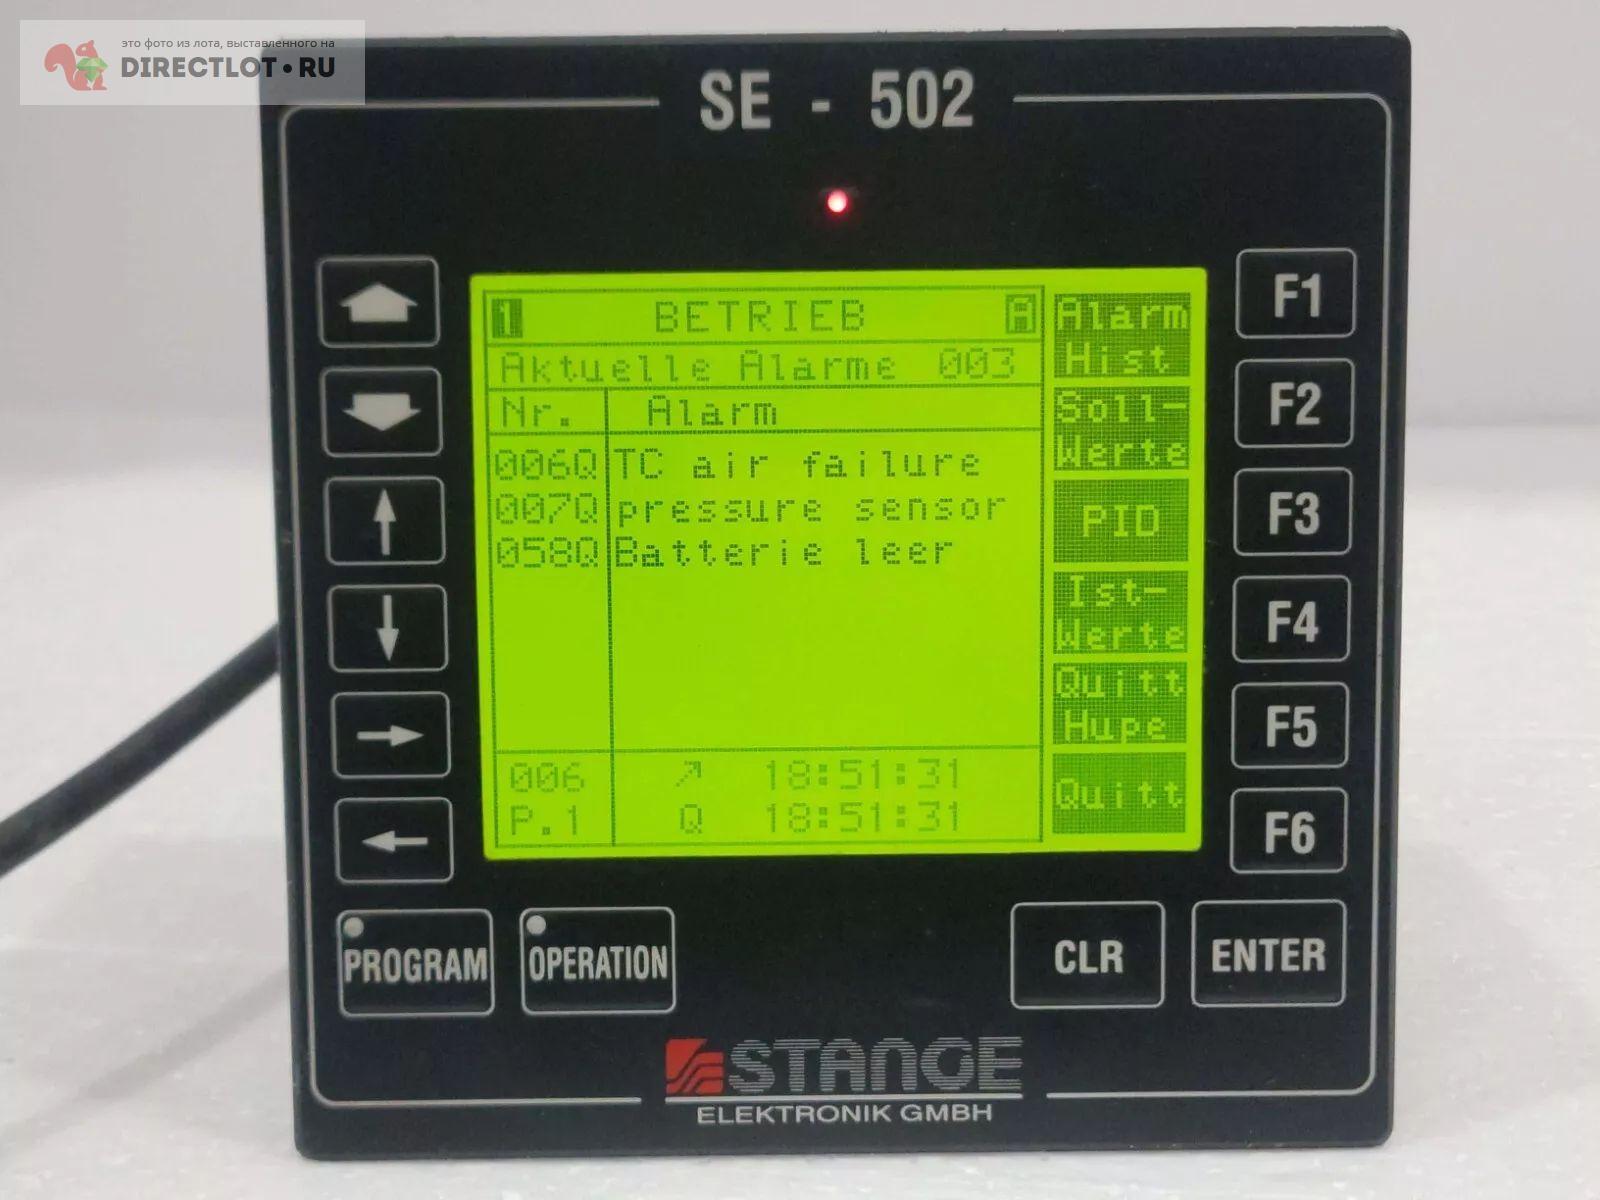 это фото из лота, выставленного на
DIRECTLOT•RU
SE - 502
1 BETRIEB A
Aktuelle Alarme 003
Nr. Alarm
006Q TC air failure
007Q pressure sensor
058Q Batterie leer
006 ↗ 18:51:31
P.1 Q 18:51:31
Alarm
Hist
Soll-
Werte
PID
Ist-
Werte
Quitt
Hupe
Quitt
F1
F2
F3
F4
F5
F6
PROGRAM
OPERATION
CLR
ENTER
STANGE
ELEKTRONIK GMBH